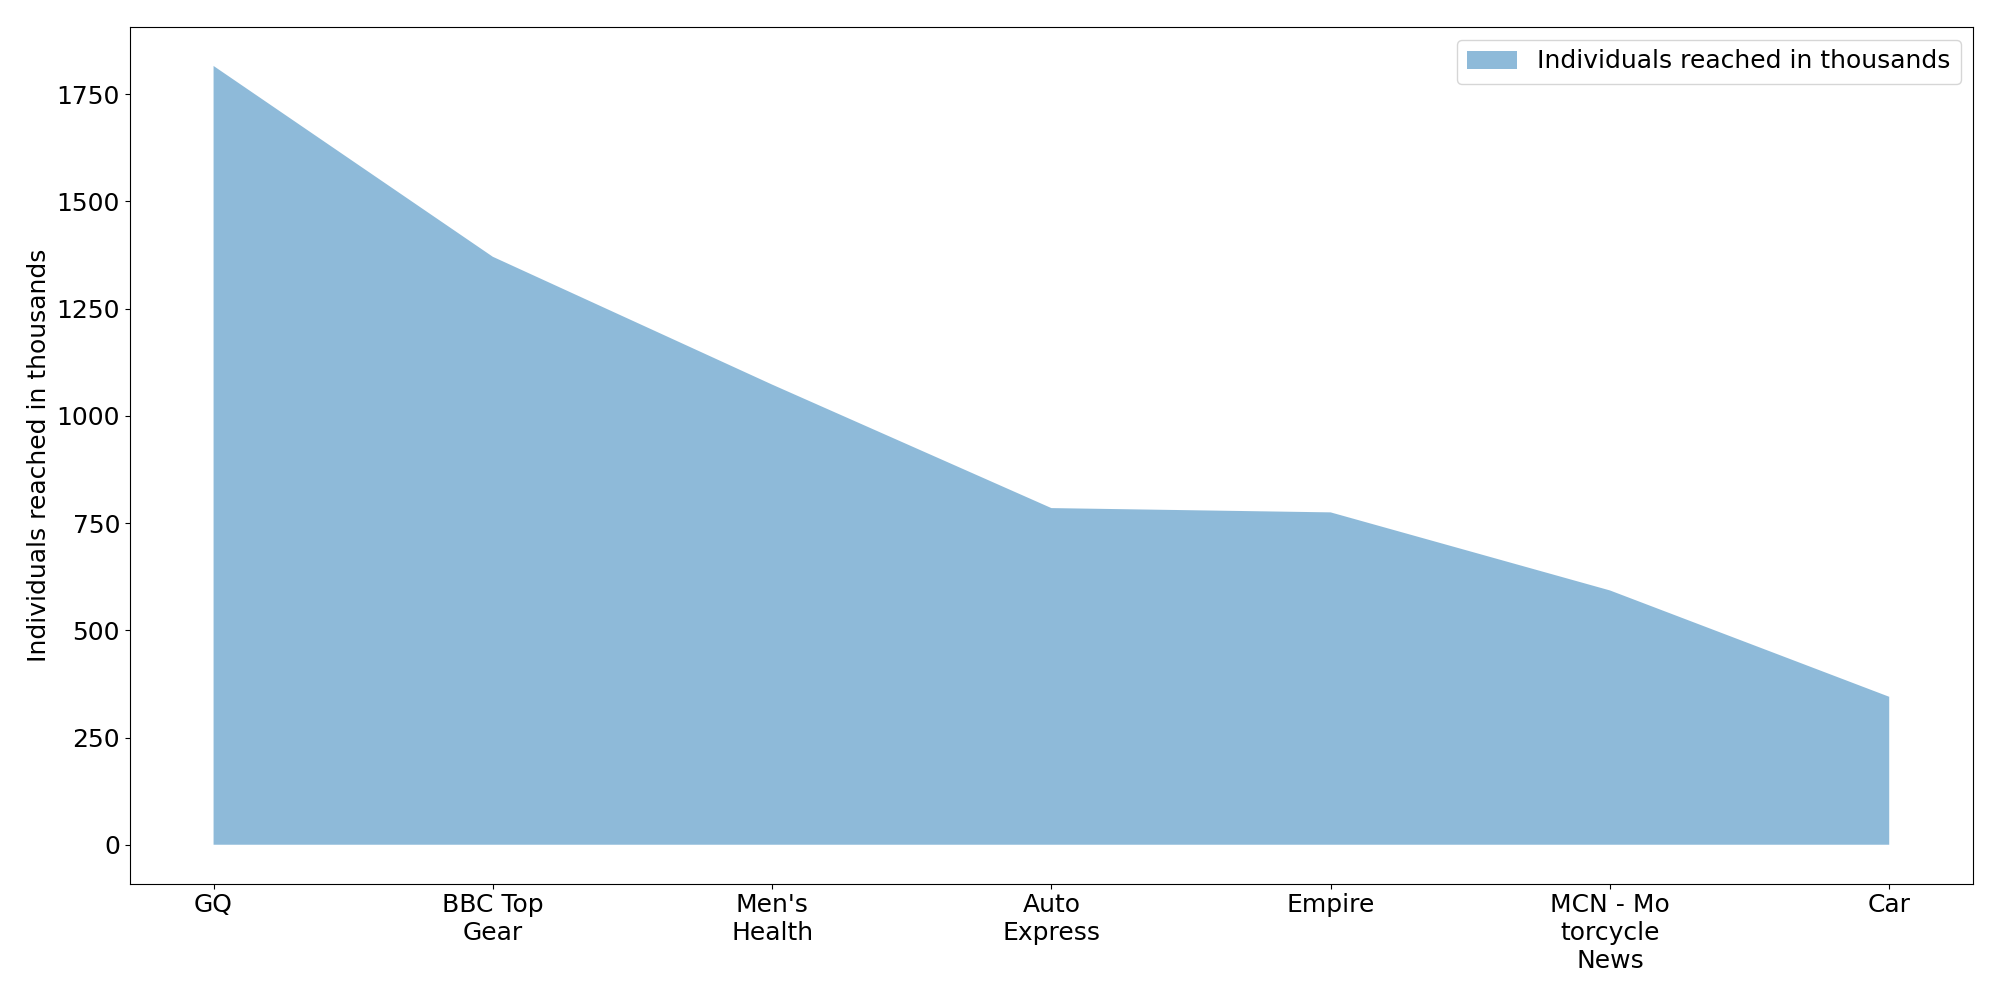 Individuals reached in thousands
Individuals reached in thousands
1750
1500
1250
1000
750
500
250
0
GQ
BBC Top
Gear
Men's
Health
Auto
Express
Empire
MCN - Mo
torcycle
News
Car